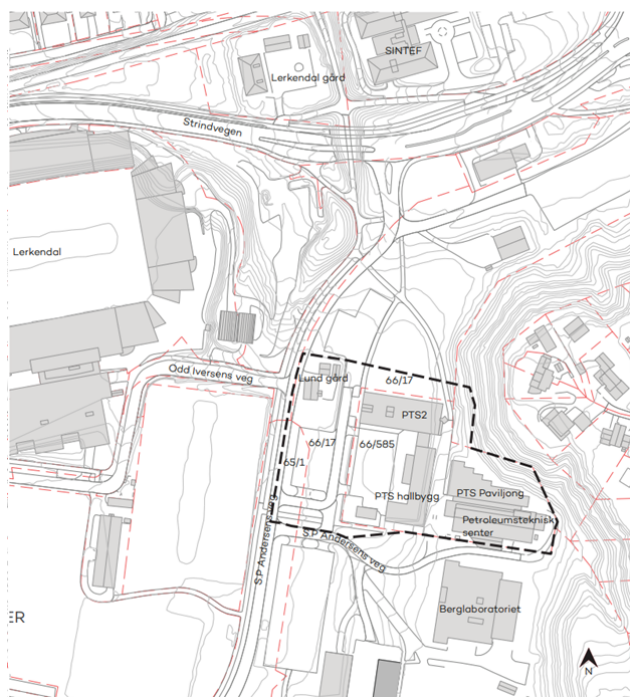 SINTEF
Lerkendal gård
Strindvegen
Lerkendal
Odd Iversens veg
Lund gård
66/17
PTS2
66/17
66/585
65/1
PTS hallbygg
PTS Paviljong
Petroleumsteknisk
senter
S.P Andersens veg
S.P Andersens veg
Berglaboratoriet
ER
N